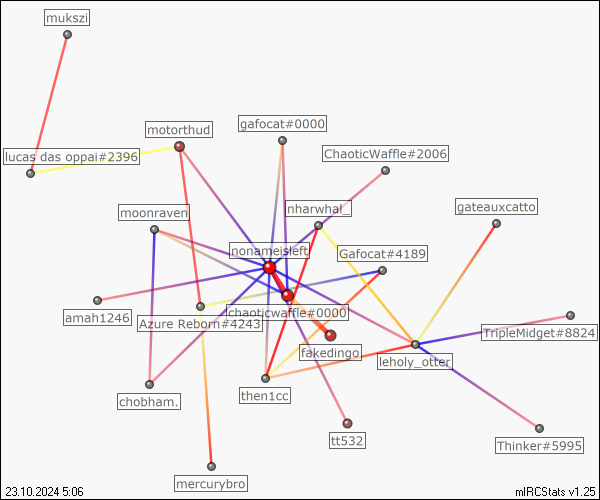 mukszi
gafocat#0000
motorthud
lucas das oppai#2396
ChaoticWaffle#2006
moonraven
nharwhal_
gateauxcatto
nonameisleft
Gafocat#4189
amah1246
chaoticwaffle#0000
Azure Reborn#4243
TripleMidget#8824
fakedingo.
leholy_otter
chobham.
then1cc
tt532
Thinker#5995
mercurybro
23.10.2024 5:06
mIRCStats v1.25